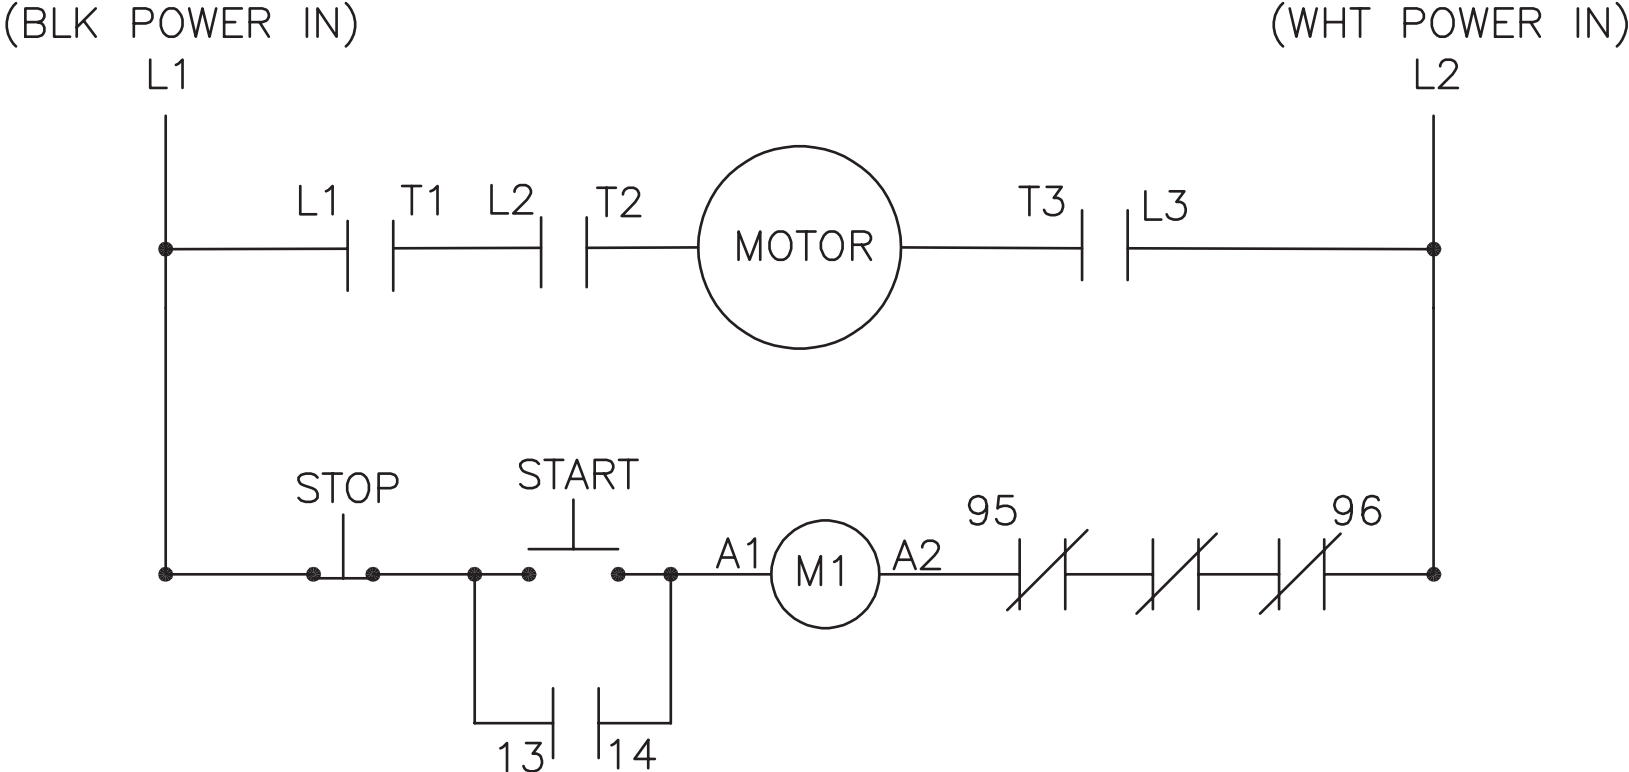 (BLK POWER IN) (WHT POWER IN)
L1 L2
L1 T1 L2 T2 T3 L3
MOTOR
STOP START
95 96
A1 M1 A2
13 14